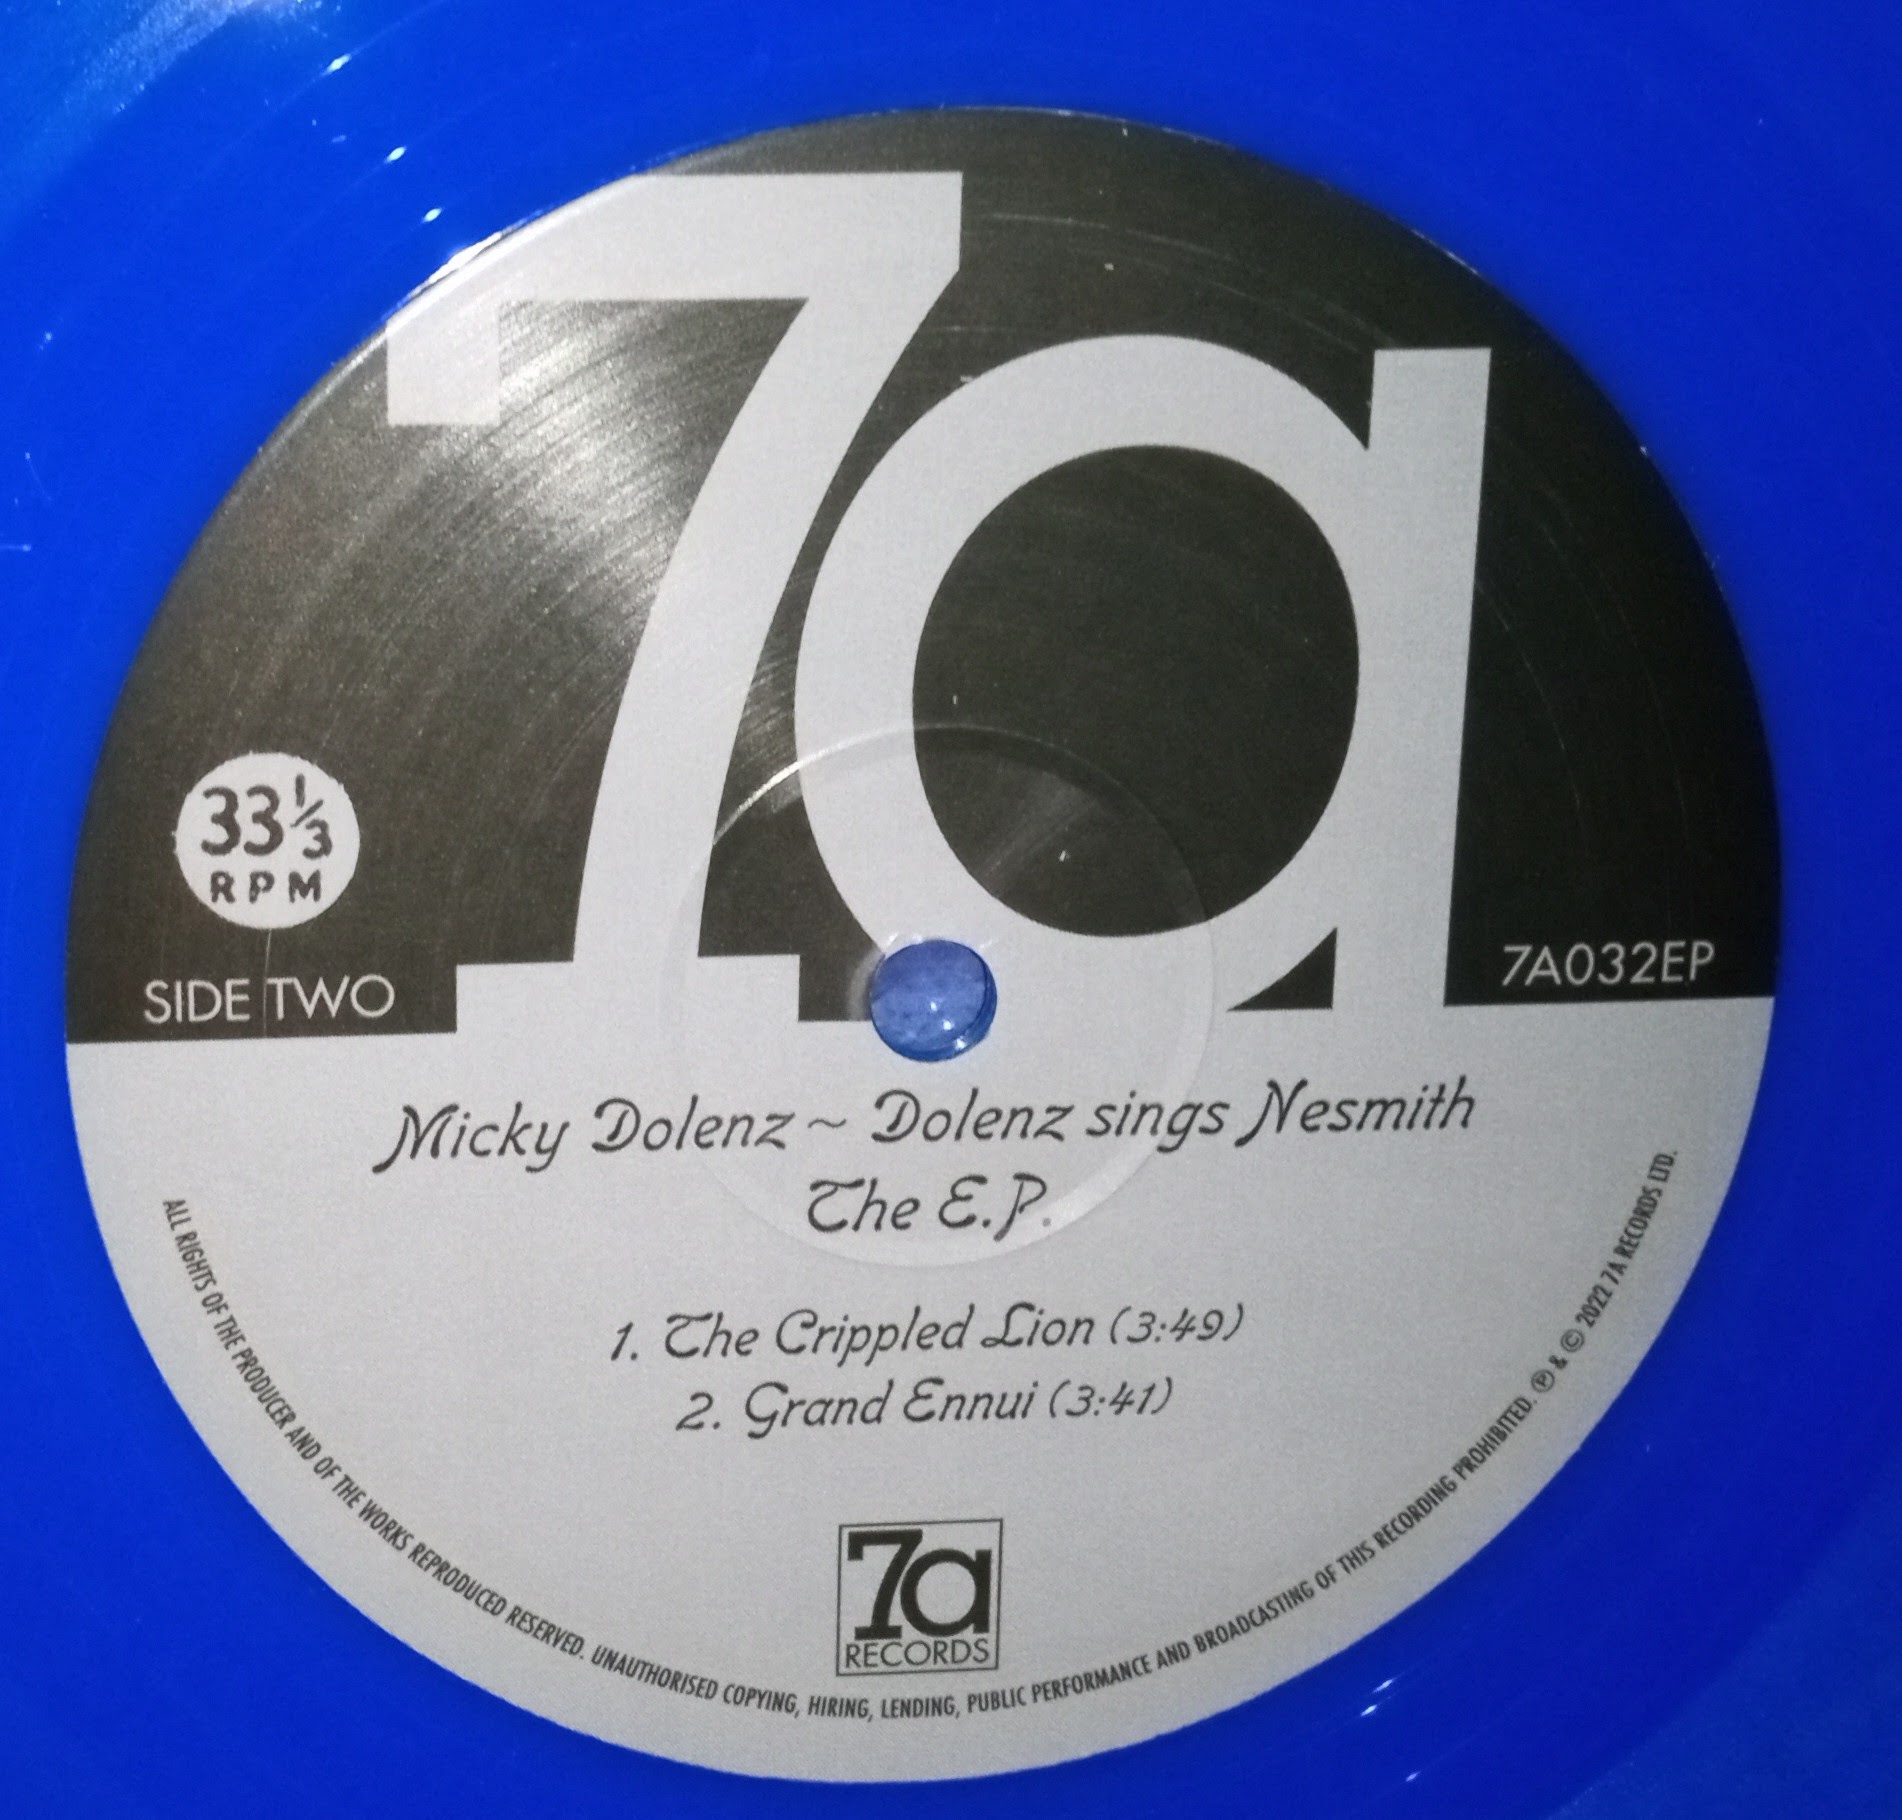 7a
33 1/3
RPM
SIDE TWO
7A032EP
Micky Dolenz ~ Dolenz sings Nesmith
The E.P.
1. The Crippled Lion (3:49)
2. Grand Ennui (3:41)
7a
RECORDS
ALL RIGHTS OF THE PRODUCER AND OF THE WORKS REPRODUCED RESERVED. UNAUTHORISED COPYING, HIRING, LENDING, PUBLIC PERFORMANCE AND BROADCASTING OF THIS RECORDING PROHIBITED. ℗ & © 2022 7A RECORDS LTD.